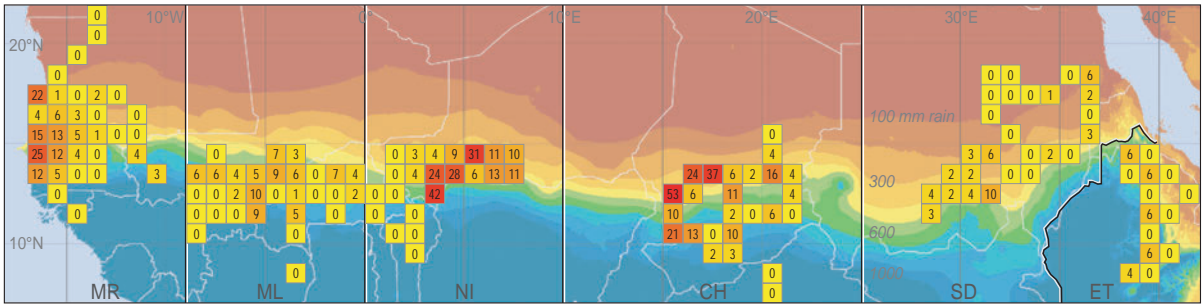 10°W 0° 10°E 20°E 30°E 40°E
0
0
20°N
0
0 0 0 0 6
22 1 0 2 0 0 0 0 1 2
4 6 3 0 0 100 mm rain 0 0
15 13 5 1 0 0 0 0 3
25 12 4 0 4 0 7 3 0 3 4 9 31 11 10 4 3 6 0 2 0 6 0
12 5 0 0 3 6 6 4 5 9 6 0 7 4 0 4 24 28 6 13 11 24 37 6 2 16 4 2 2 0 0 0 6
300
0 0 0 2 10 0 1 0 0 2 0 0 42 53 6 11 4 4 2 4 10 0 0 0
0 0 0 0 9 5 0 0 0 10 2 0 6 0 3 6 0
600
0 0 0 0 21 13 0 10 0 0
10°N
0 2 3 6 0
0 0 4 0
MR ML NI CH 0 SD ET